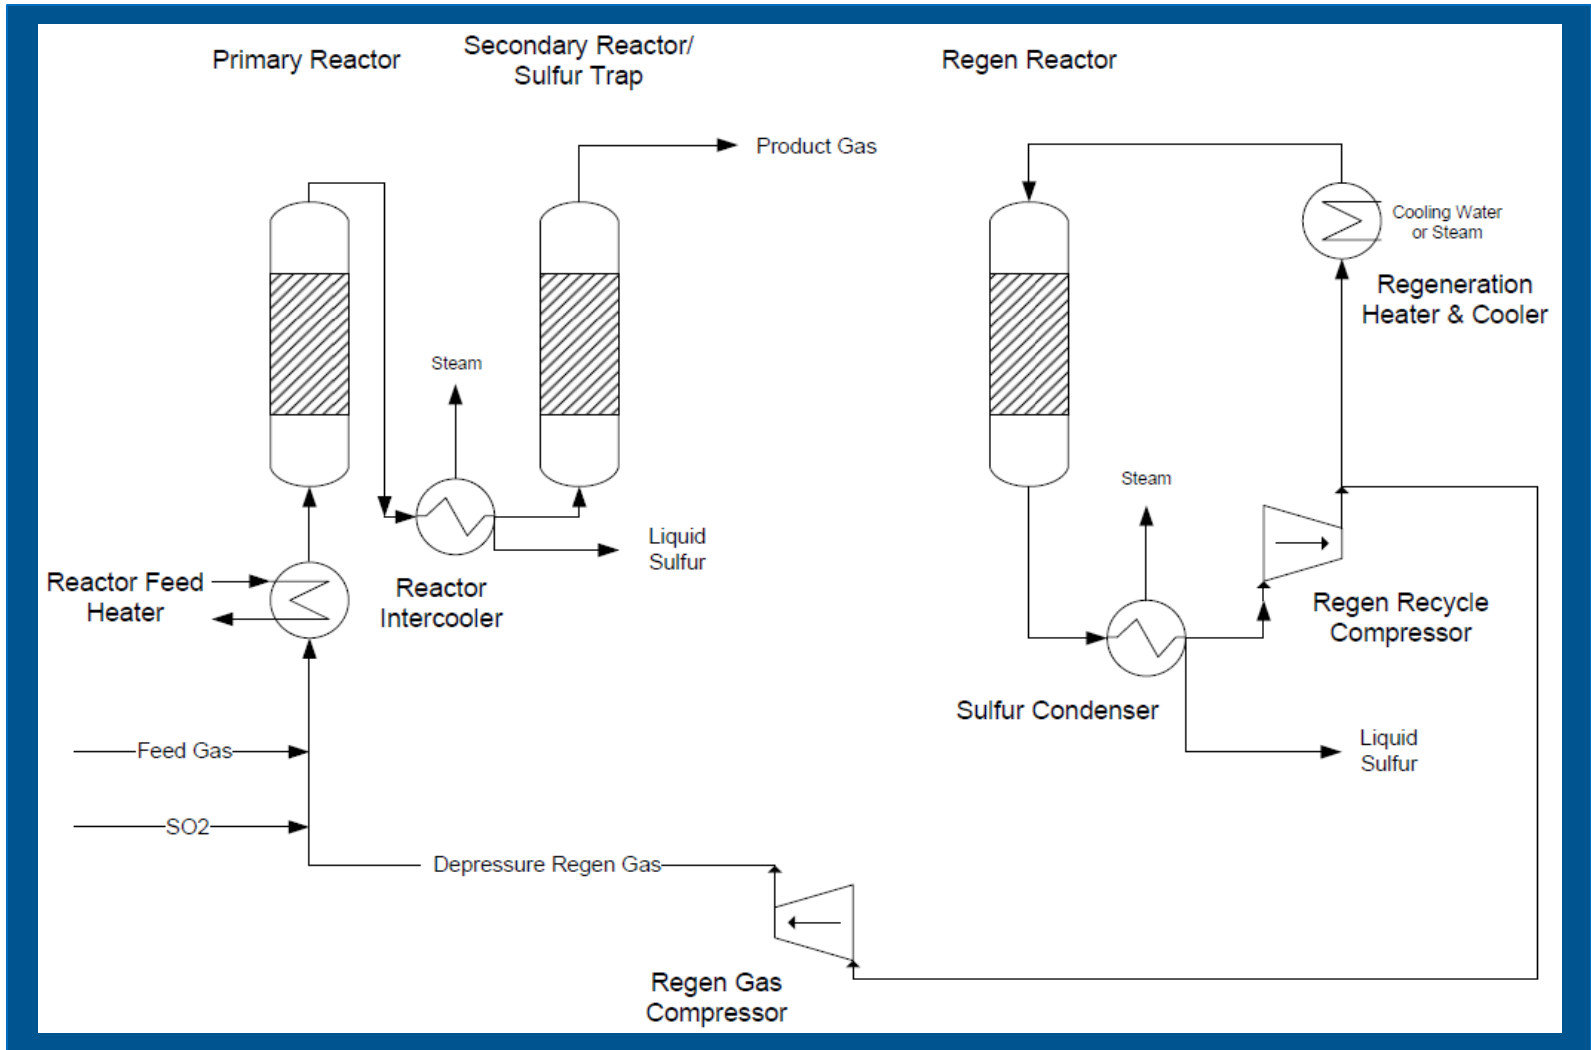 Primary Reactor
Secondary Reactor/
Sulfur Trap
Regen Reactor
Product Gas
Cooling Water
or Steam
Regeneration
Heater & Cooler
Steam
Steam
Liquid
Sulfur
Reactor Feed
Heater
Reactor
Intercooler
Regen Recycle
Compressor
Sulfur Condenser
Feed Gas
Liquid
Sulfur
SO2
Depressure Regen Gas
Regen Gas
Compressor